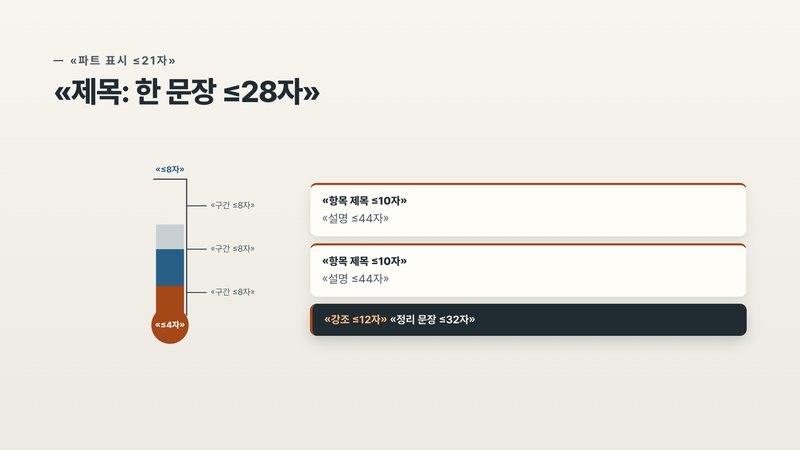 — «파트 표시 ≤21자»
«제목: 한 문장 ≤28자»
«≤8자»
«구간 ≤8자»
«구간 ≤8자»
«구간 ≤8자»
«≤4자»
«항목 제목 ≤10자»
«설명 ≤44자»
«항목 제목 ≤10자»
«설명 ≤44자»
«강조 ≤12자» «정리 문장 ≤32자»